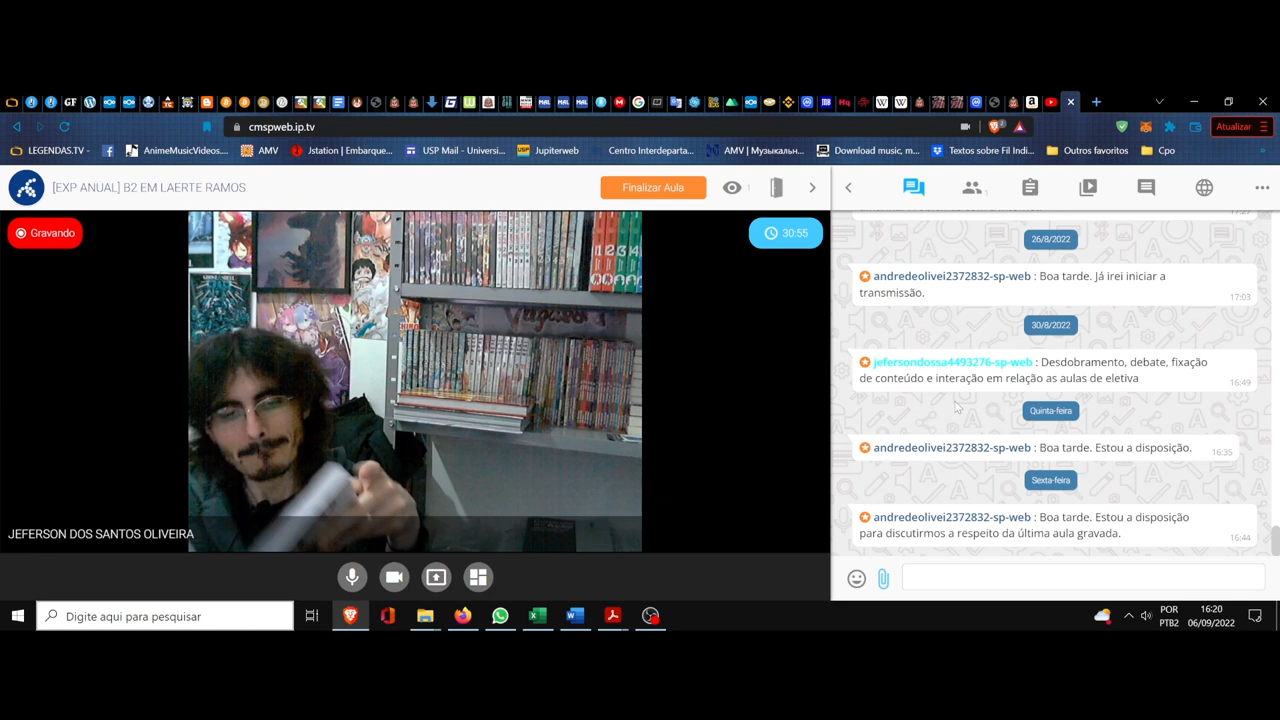 cmspweb.ip.tv
Atualizar
LEGENDAS.TV -
AnimeMusicVideos...
AMV
Jstation | Embarque...
USP Mail - Universi...
Jupiterweb
Centro Interdeparta...
AMV | Музыкальн...
Download music, m...
Textos sobre Fil Indi...
Outros favoritos
Cpo
[EXP ANUAL] B2 EM LAERTE RAMOS
Finalizar Aula
1
1
Gravando
30:55
JEFERSON DOS SANTOS OLIVEIRA
17:27
26/8/2022
andredeolivei2372832-sp-web : Boa tarde. Já irei iniciar a
transmissão.
17:03
30/8/2022
jefersondossa4493276-sp-web : Desdobramento, debate, fixação
de conteúdo e interação em relação as aulas de eletiva
16:49
Quinta-feira
andredeolivei2372832-sp-web : Boa tarde. Estou a disposição.
16:35
Sexta-feira
andredeolivei2372832-sp-web : Boa tarde. Estou a disposição
para discutirmos a respeito da última aula gravada.
16:44
Digite aqui para pesquisar
POR
PTB2
16:20
06/09/2022